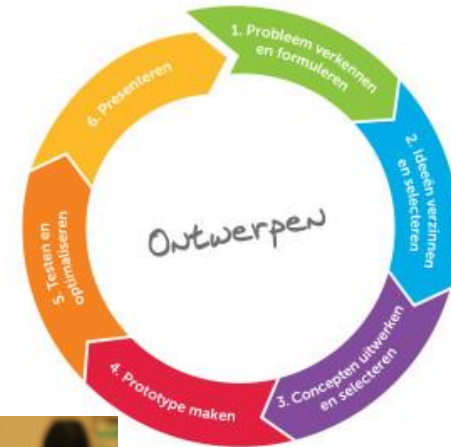 1. Probleem verkennen
en formuleren
2. Ideeën verzinnen
en selecteren
3. Concepten uitwerken
en selecteren
4. Prototype maken
5. Testen en
optimaliseren
6. Presenteren
Ontwerpen